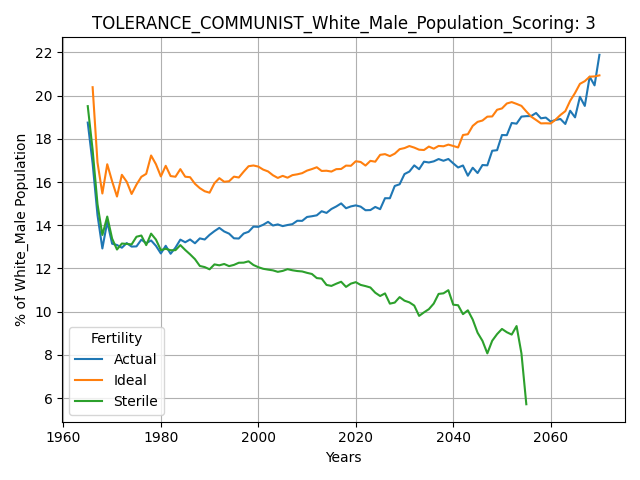 TOLERANCE_COMMUNIST_White_Male_Population_Scoring: 3
% of White_Male Population
22
20
18
16
14
12
10
8
6
Fertility
Actual
Ideal
Sterile
1960 1980 2000 2020 2040 2060
Years